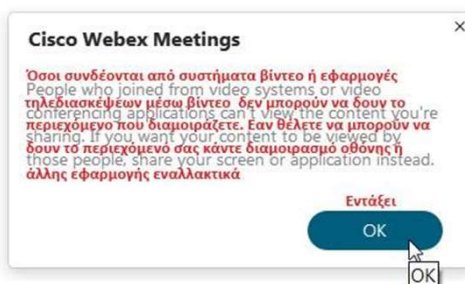 Cisco Webex Meetings
×
Όσοι συνδέονται από συστήματα βίντεο ή εφαρμογές
People who joined from video systems or video
τηλεδιασκέψεων μέσω βίντεο δεν μπορούν να δουν το
conferencing applications can't view the content you're
περιεχόμενο που διαμοιράζετε. Εαν θέλετε να μπορούν να
sharing. If you want your content to be viewed by
δουν το περιεχόμενό σας κάντε διαμοιρασμό οθόνης ή
those people, share your screen or application instead.
άλλης εφαρμογής εναλλακτικά
Εντάξει
OK
OK